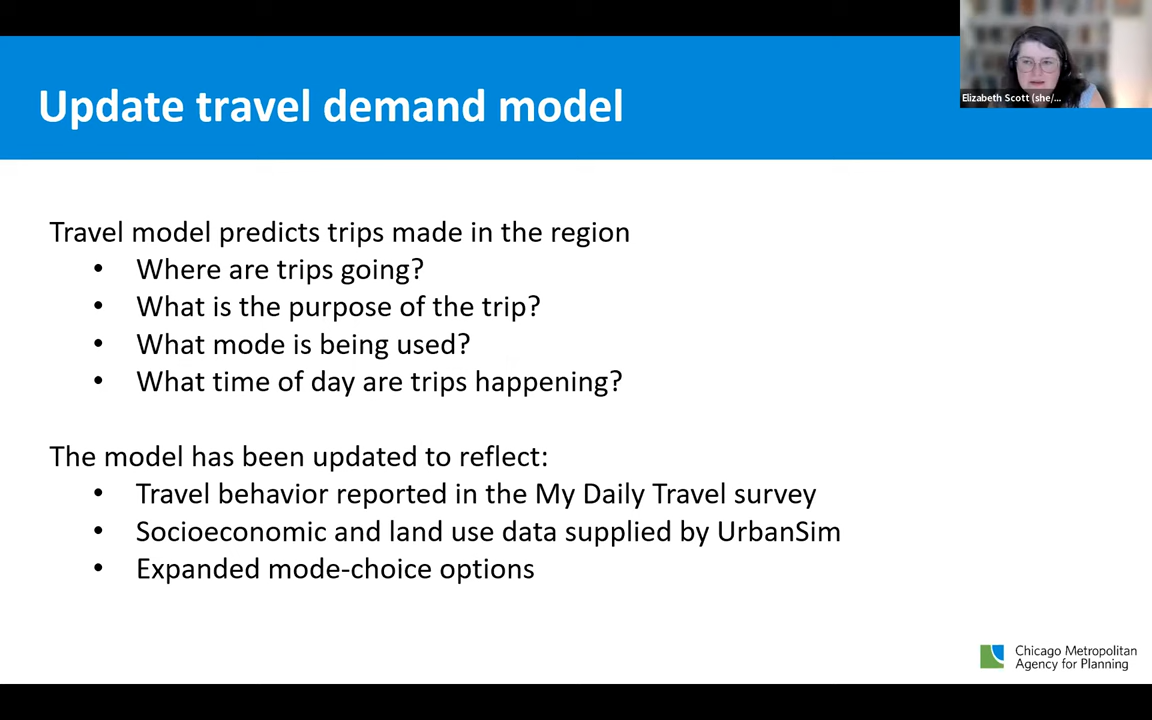 Update travel demand model
Elizabeth Scott (she/...
Travel model predicts trips made in the region
• Where are trips going?
• What is the purpose of the trip?
• What mode is being used?
• What time of day are trips happening?
The model has been updated to reflect:
• Travel behavior reported in the My Daily Travel survey
• Socioeconomic and land use data supplied by UrbanSim
• Expanded mode-choice options
Chicago Metropolitan
Agency for Planning